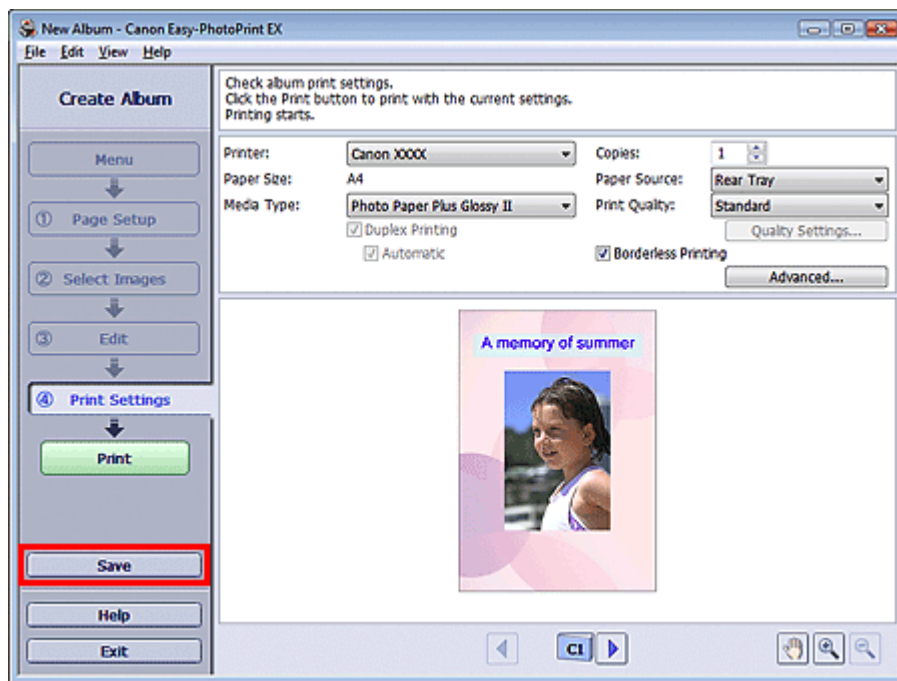 New Album - Canon Easy-PhotoPrint EX
File Edit View Help
Create Album
Menu
① Page Setup
② Select Images
③ Edit
④ Print Settings
Print
Save
Help
Exit
Check album print settings.
Click the Print button to print with the current settings.
Printing starts.
Printer: Canon XXXX Copies: 1
Paper Size: A4 Paper Source: Rear Tray
Media Type: Photo Paper Plus Glossy II Print Quality: Standard
Duplex Printing Quality Settings...
Automatic Borderless Printing
Advanced...
A memory of summer
C1